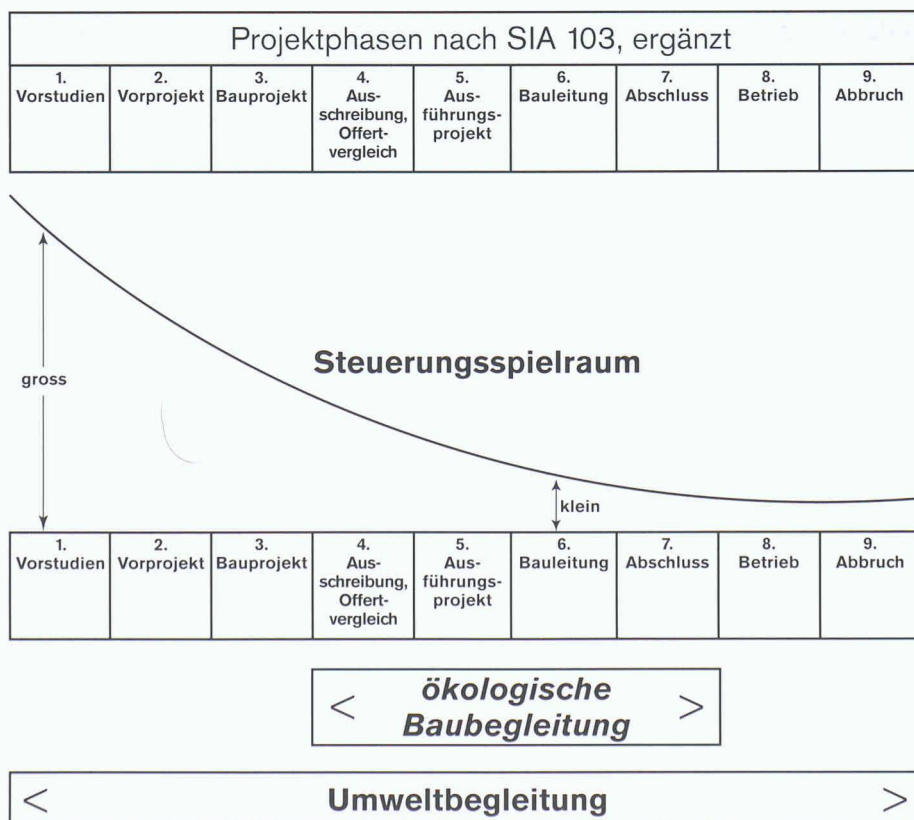 Projektphasen nach SIA 103, ergänzt
1.
Vorstudien
2.
Vorprojekt
3.
Bauprojekt
4.
Aus-
schreibung,
Offert-
vergleich
5.
Aus-
führungs-
projekt
6.
Bauleitung
7.
Abschluss
8.
Betrieb
9.
Abbruch
Steuerungsspielraum
gross
klein
1.
Vorstudien
2.
Vorprojekt
3.
Bauprojekt
4.
Aus-
schreibung,
Offert-
vergleich
5.
Aus-
führungs-
projekt
6.
Bauleitung
7.
Abschluss
8.
Betrieb
9.
Abbruch
< ökologische >
Baubegleitung
< Umweltbegleitung >